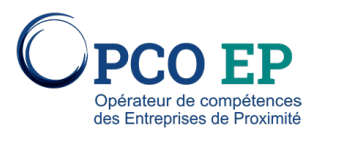 OPCO EP
Opérateur de compétences
des Entreprises de Proximité